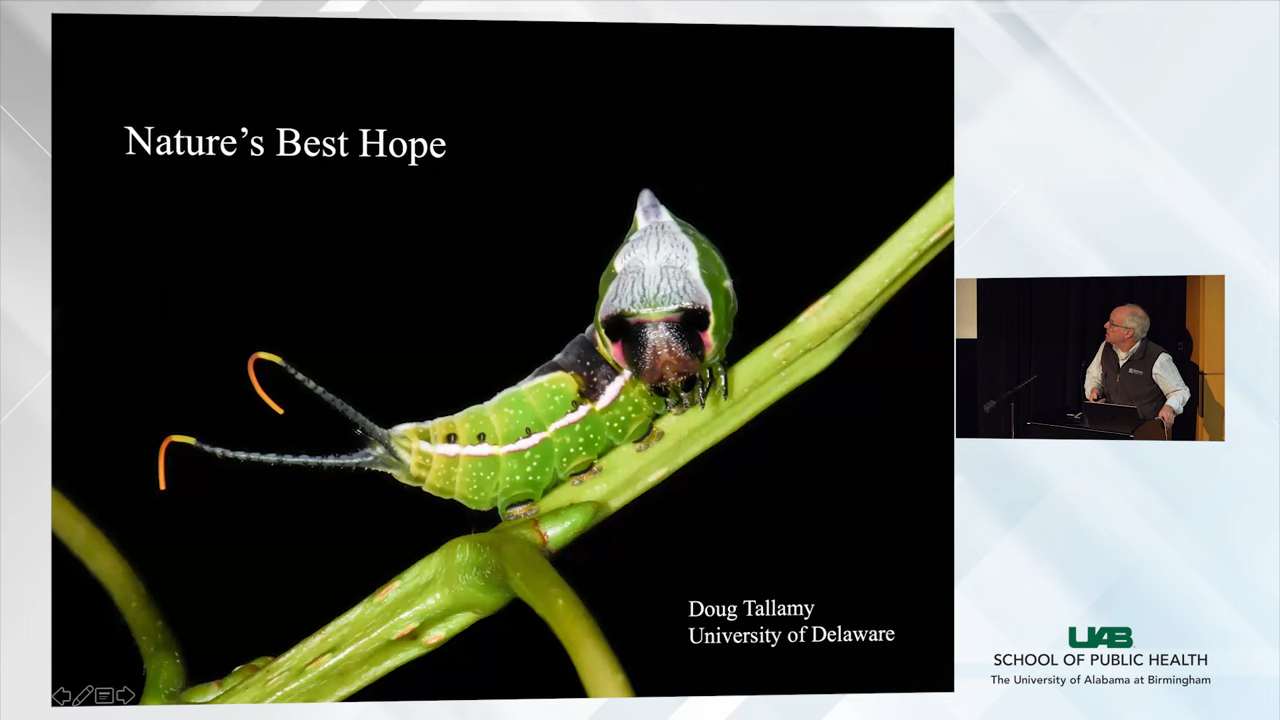 Nature's Best Hope
Doug Tallamy
University of Delaware
UAB
SCHOOL OF PUBLIC HEALTH
The University of Alabama at Birmingham